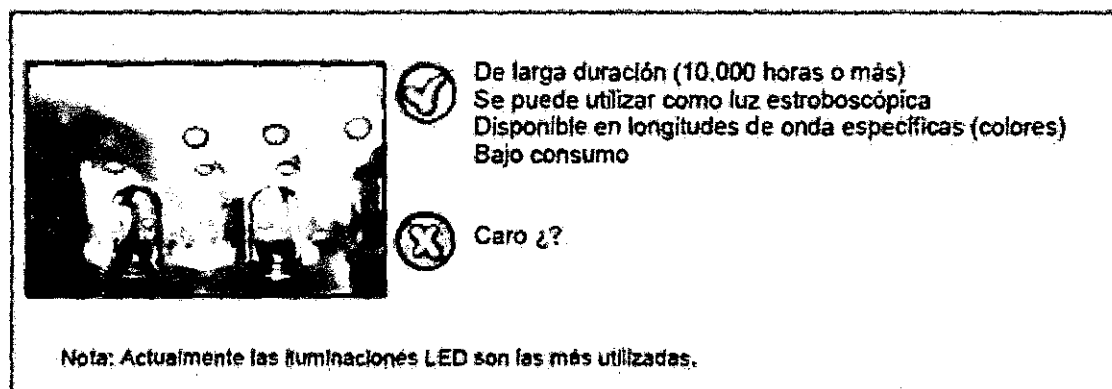 De larga duración (10.000 horas o más)
Se puede utilizar como luz estroboscópica
Disponible en longitudes de onda específicas (colores)
Bajo consumo
Caro ¿?
Nota: Actualmente las iluminaciones LED son las más utilizadas.